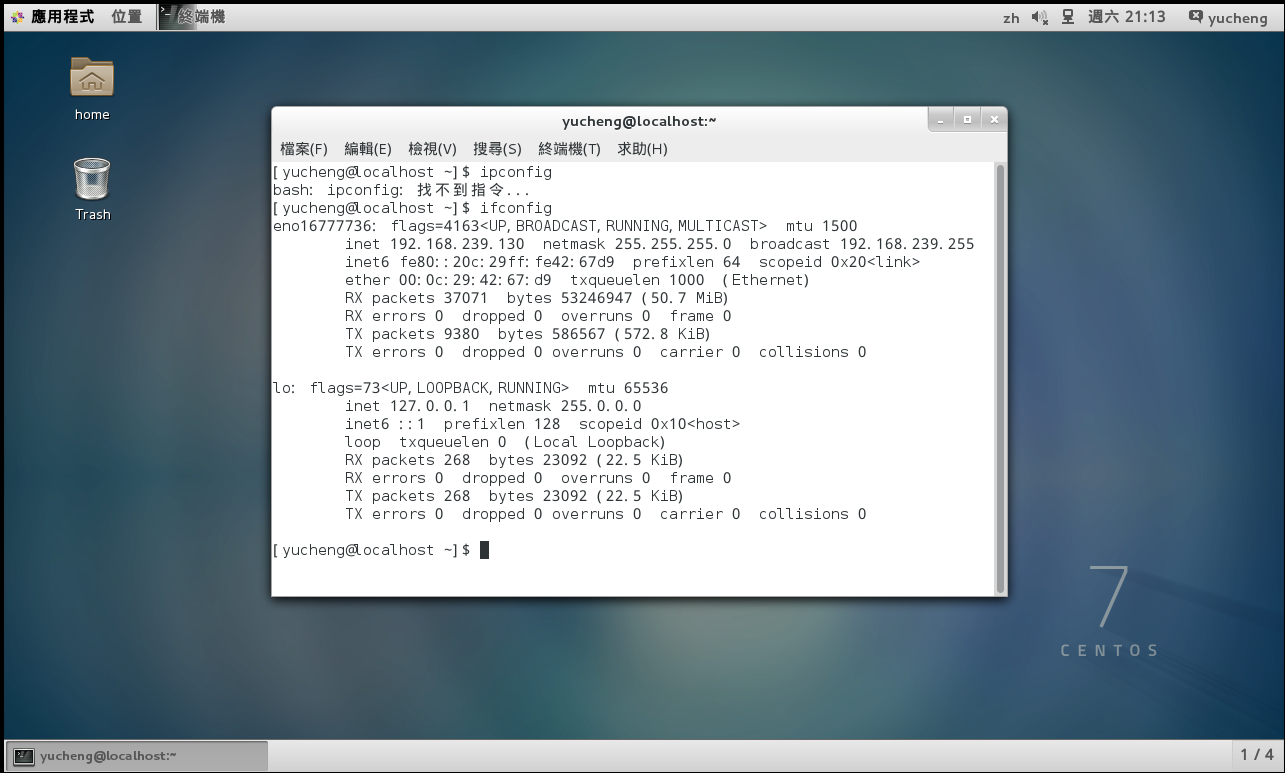 應用程式 位置 終端機 zh 週六 21:13 yucheng
home
Trash
yucheng@localhost:~
檔案(F) 編輯(E) 檢視(V) 搜尋(S) 終端機(T) 求助(H)
[yucheng@localhost ~]$ ipconfig
bash: ipconfig: 找不到指令...
[yucheng@localhost ~]$ ifconfig
eno16777736: flags=4163<UP,BROADCAST,RUNNING,MULTICAST>  mtu 1500
        inet 192.168.239.130  netmask 255.255.255.0  broadcast 192.168.239.255
        inet6 fe80::20c:29ff:fe42:67d9  prefixlen 64  scopeid 0x20<link>
        ether 00:0c:29:42:67:d9  txqueuelen 1000  (Ethernet)
        RX packets 37071  bytes 53246947 (50.7 MiB)
        RX errors 0  dropped 0  overruns 0  frame 0
        TX packets 9380  bytes 586567 (572.8 KiB)
        TX errors 0  dropped 0 overruns 0  carrier 0  collisions 0
lo: flags=73<UP,LOOPBACK,RUNNING>  mtu 65536
        inet 127.0.0.1  netmask 255.0.0.0
        inet6 ::1  prefixlen 128  scopeid 0x10<host>
        loop  txqueuelen 0  (Local Loopback)
        RX packets 268  bytes 23092 (22.5 KiB)
        RX errors 0  dropped 0  overruns 0  frame 0
        TX packets 268  bytes 23092 (22.5 KiB)
        TX errors 0  dropped 0 overruns 0  carrier 0  collisions 0
[yucheng@localhost ~]$
7
CENTOS
yucheng@localhost:~ 1 / 4